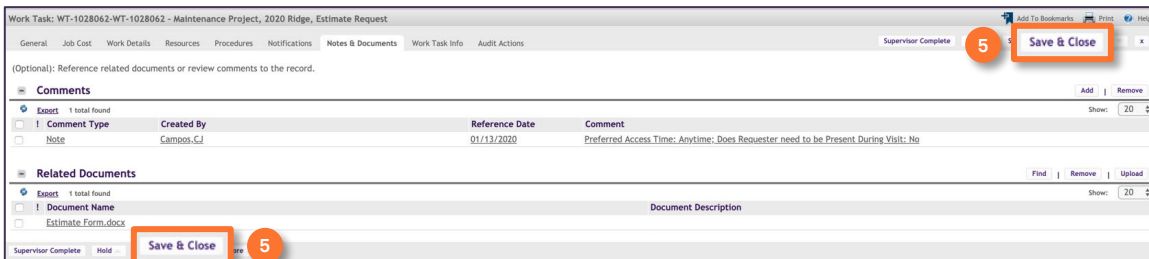 Work Task: WT-1028062-WT-1028062 - Maintenance Project, 2020 Ridge, Estimate Request Add To Bookmarks Print Help
General Job Cost Work Details Resources Procedures Notifications Notes & Documents Work Task Info Audit Actions Supervisor Complete 5 Save & Close x
(Optional): Reference related documents or review comments to the record.
Comments Add | Remove
Export 1 total found Show: 20
! Comment Type Created By Reference Date Comment
Note Campos,CJ 01/13/2020 Preferred Access Time: Anytime; Does Requester need to be Present During Visit: No
Related Documents Find | Remove | Upload
Export 1 total found Show: 20
! Document Name Document Description
Estimate Form.docx
Supervisor Complete Hold Save & Close 5